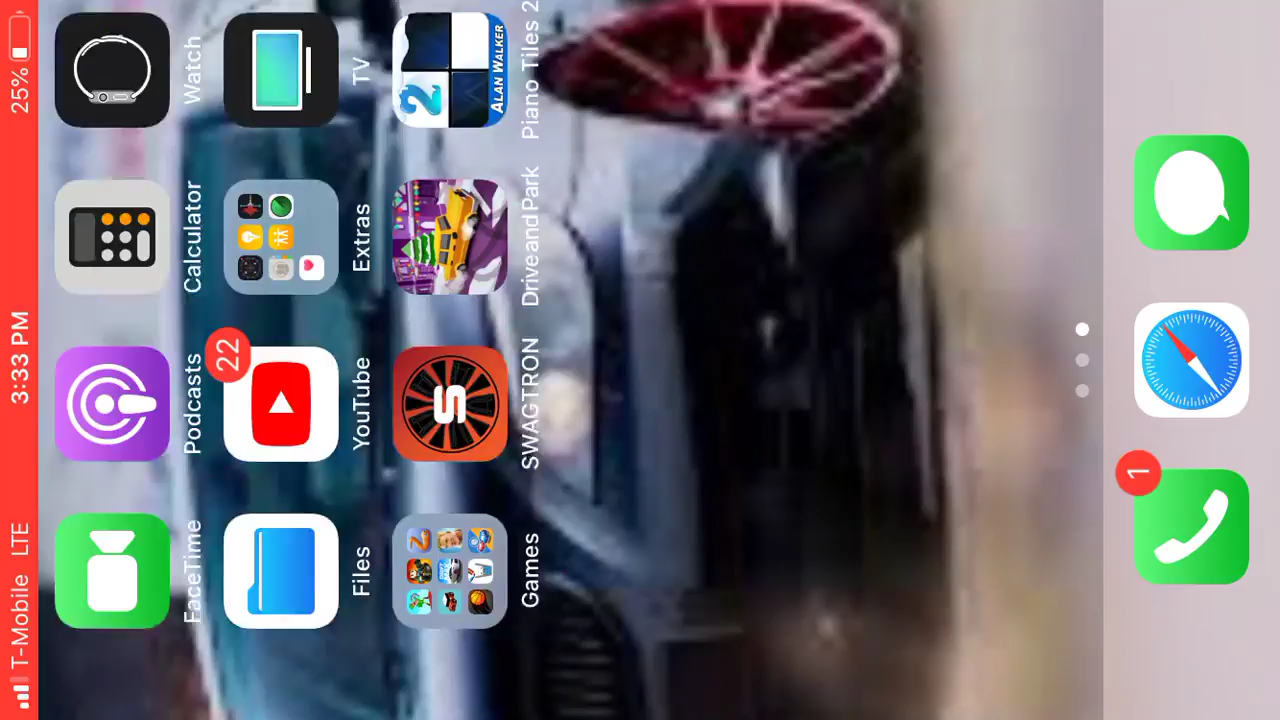 T-Mobile LTE 3:33 PM 25%
FaceTime Podcasts Calculator Watch
22
Files YouTube Extras TV
S
2
ALAN WALKER
Games SWAGTRON DriveandPark Piano Tiles 2
1